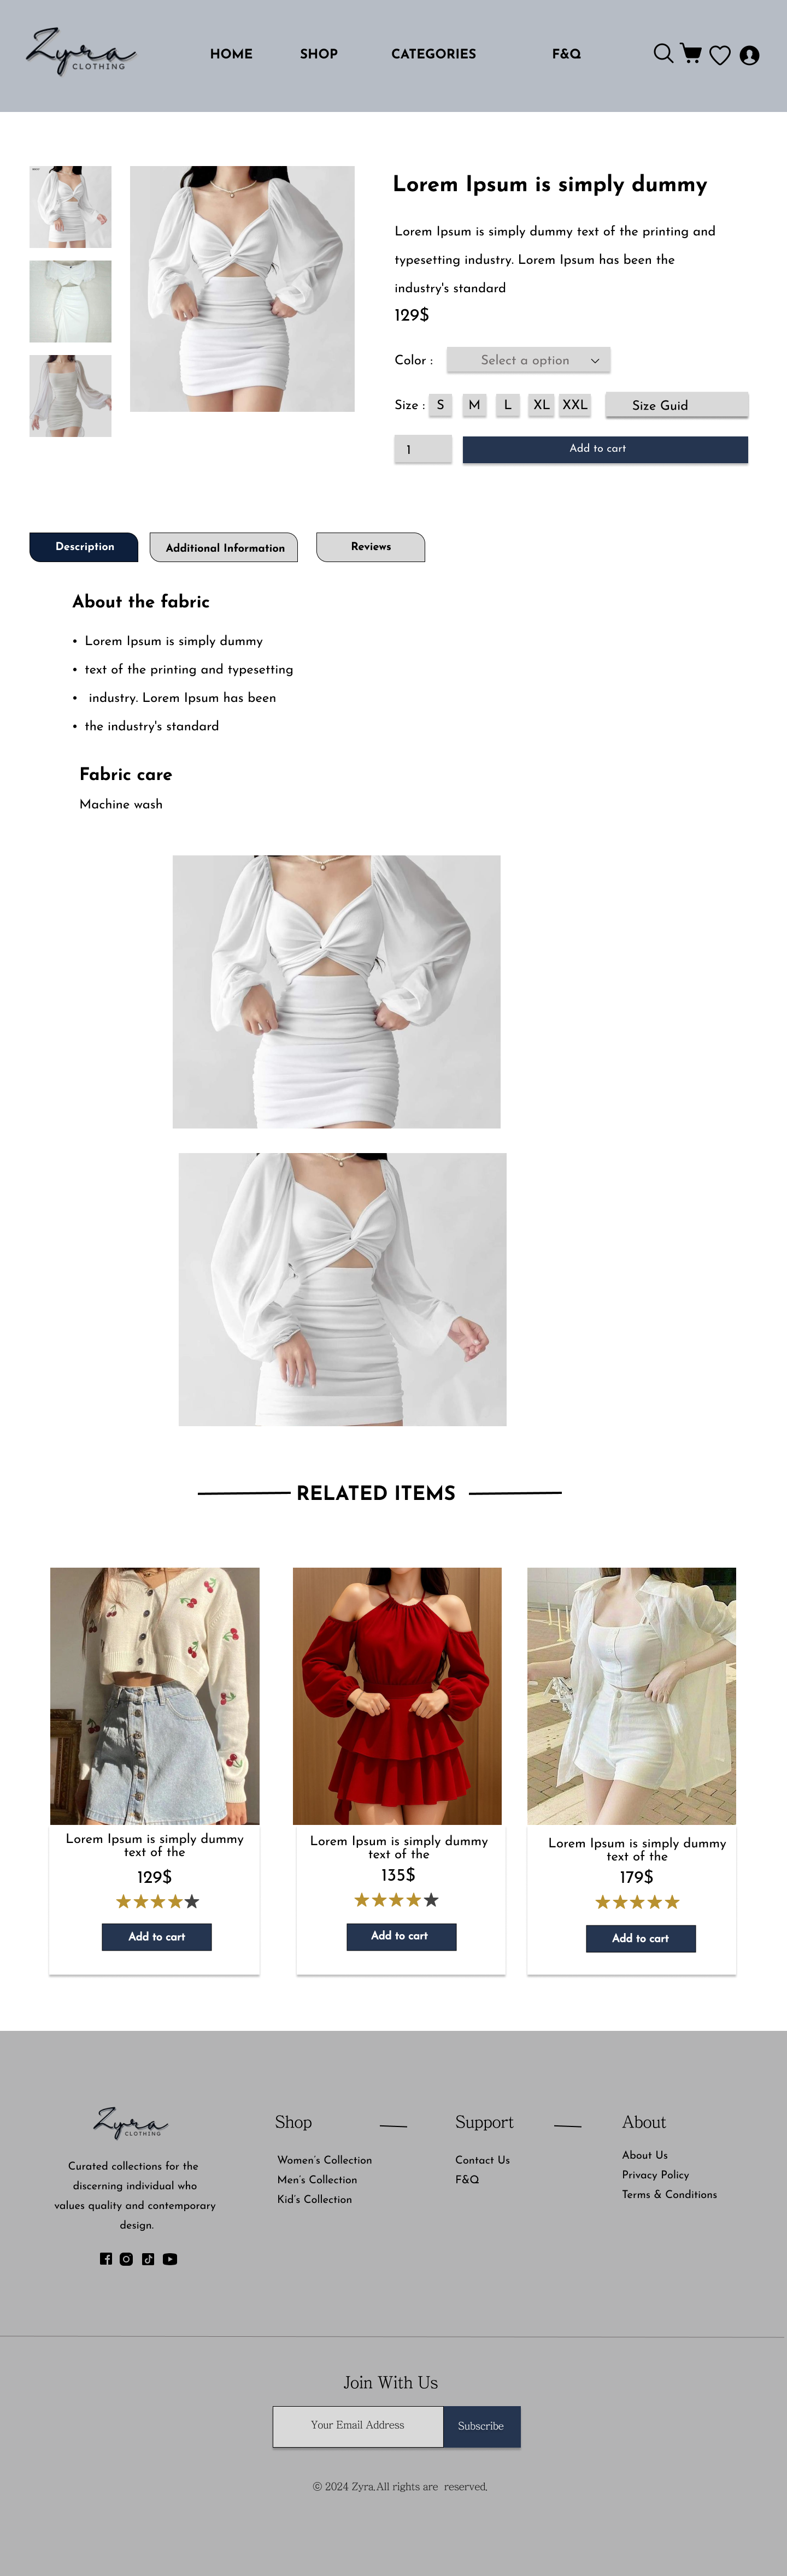 Zyra
CLOTHING
HOME
SHOP
CATEGORIES
F&Q
Lorem Ipsum is simply dummy
Lorem Ipsum is simply dummy text of the printing and
typesetting industry. Lorem Ipsum has been the
industry's standard
129$
Color :
Select a option
Size :
S
M
L
XL
XXL
Size Guid
1
Add to cart
Description
Additional Information
Reviews
About the fabric
• Lorem Ipsum is simply dummy
• text of the printing and typesetting
• industry. Lorem Ipsum has been
• the industry's standard
Fabric care
Machine wash
RELATED ITEMS
Lorem Ipsum is simply dummy
text of the
129$
Add to cart
Lorem Ipsum is simply dummy
text of the
135$
Add to cart
Lorem Ipsum is simply dummy
text of the
179$
Add to cart
Zyra
CLOTHING
Curated collections for the
discerning individual who
values quality and contemporary
design.
Shop
Women's Collection
Men's Collection
Kid's Collection
Support
Contact Us
F&Q
About
About Us
Privacy Policy
Terms & Conditions
Join With Us
Your Email Address
Subscribe
© 2024 Zyra.All rights are reserved.